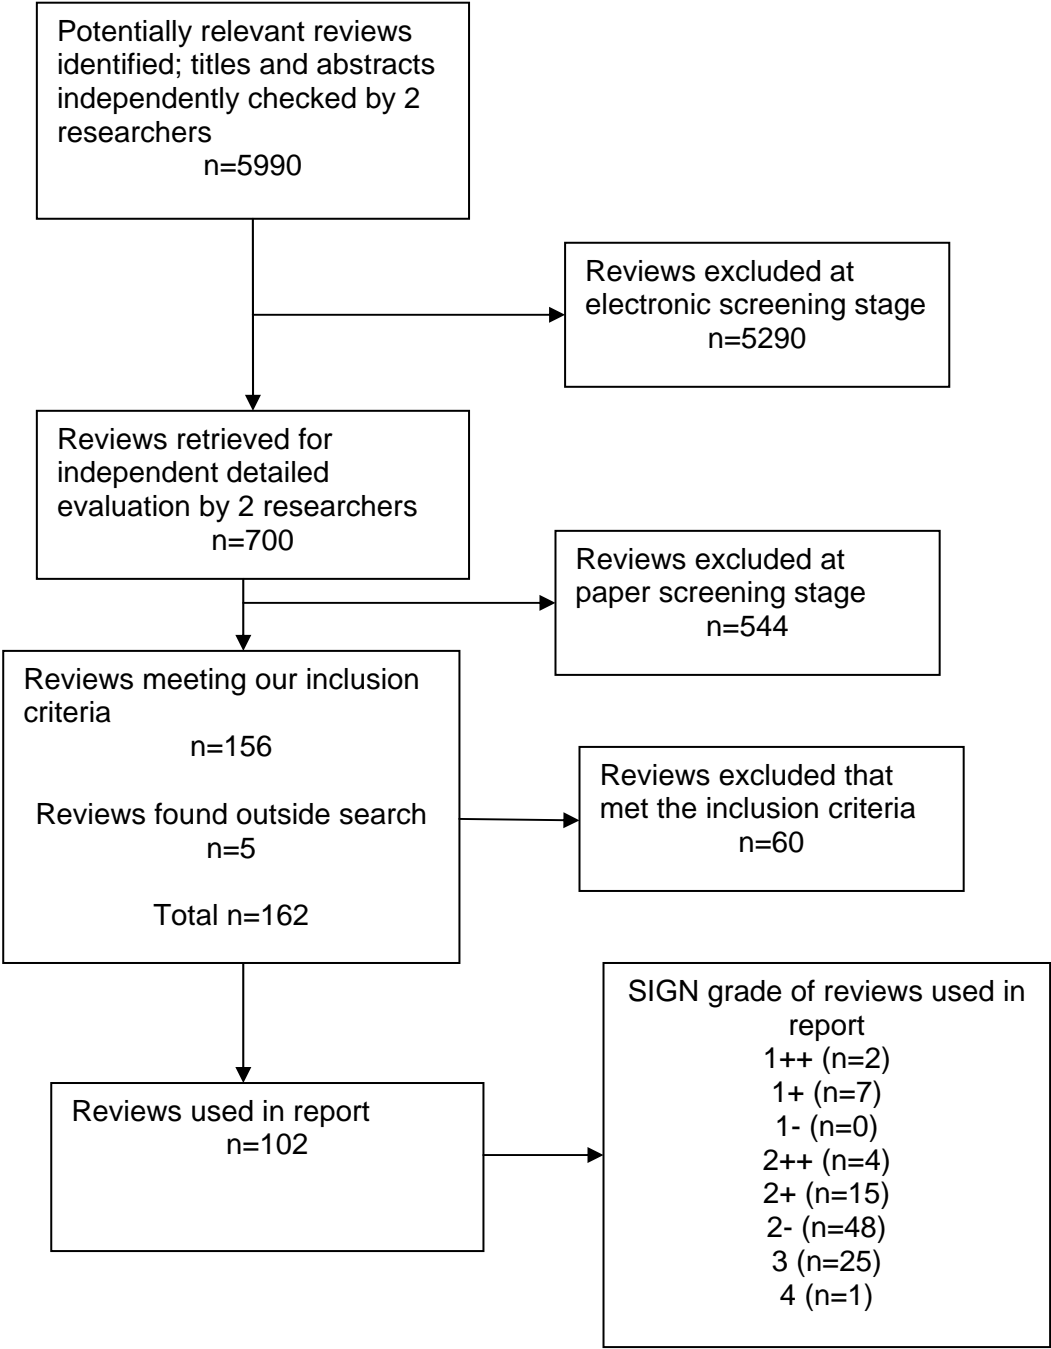 Potentially relevant reviews
identified; titles and abstracts
independently checked by 2
researchers
n=5990
Reviews excluded at
electronic screening stage
n=5290
Reviews retrieved for
independent detailed
evaluation by 2 researchers
n=700
Reviews excluded at
paper screening stage
n=544
Reviews meeting our inclusion
criteria
n=156
Reviews found outside search
n=5
Total n=162
Reviews excluded that
met the inclusion criteria
n=60
Reviews used in report
n=102
SIGN grade of reviews used in
report
1++ (n=2)
1+ (n=7)
1- (n=0)
2++ (n=4)
2+ (n=15)
2- (n=48)
3 (n=25)
4 (n=1)